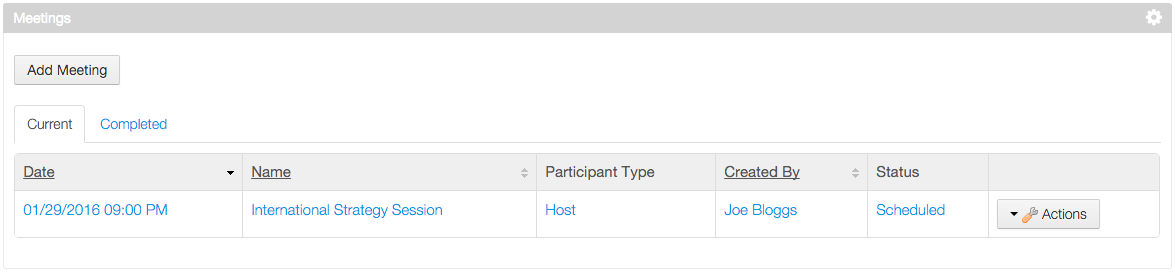 Meetings
Add Meeting
Current Completed
Date Name Participant Type Created By Status
01/29/2016 09:00 PM International Strategy Session Host Joe Bloggs Scheduled Actions